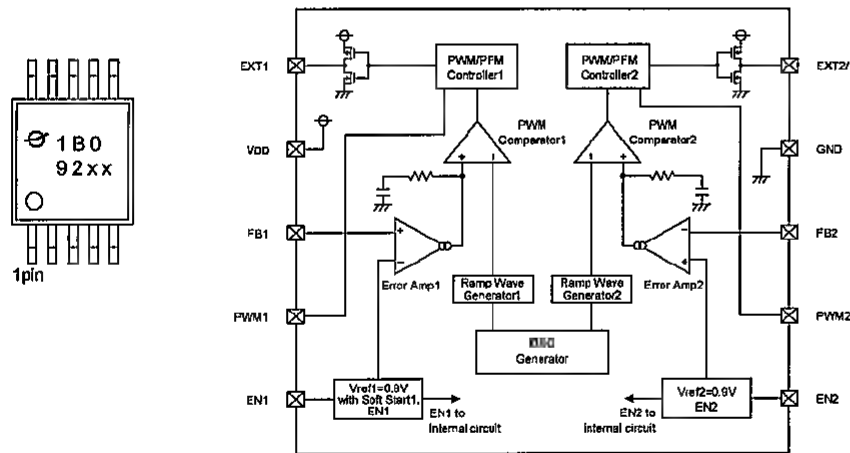 1B0
92xx
1pin
EXT1
PWM/PFM
Controller1
PWM/PFM
Controller2
EXT2/
PWM
Comparator1
PWM
Comparator2
VDD
GND
+
-
-
+
FB1
+
-
-
+
FB2
Error Amp1
Ramp Wave
Generator1
Ramp Wave
Generator2
Error Amp2
PWM1
PWM2
Generator
EN1
Vref1=0.9V
with Soft Start1,
EN1
EN1 to
internal circuit
EN2 to
internal circuit
Vref2=0.9V
EN2
EN2